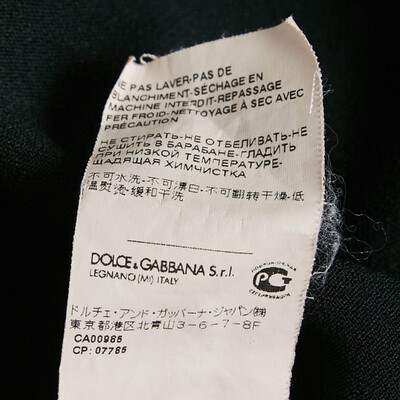 NE PAS LAVER-PAS DE
BLANCHIMENT-SÉCHAGE EN
MACHINE INTERDIT-REPASSAGE
FER FROID-NETTOYAGE À SEC AVEC
PRÉCAUTION
НЕ СТИРАТЬ-НЕ ОТБЕЛИВАТЬ-НЕ
СУШИТЬ В БАРАБАНЕ-ГЛАДИТЬ
ПРИ НИЗКОЙ ТЕМПЕРАТУРЕ-
ЩАДЯЩАЯ ХИМЧИСТКА
不可水洗-不可漂白-不可翻转干燥-低
温熨烫-缓和干洗
DOLCE&GABBANA S.r.l.
LEGNANO (MI) ITALY
PG
ドルチェ・アンド・ガッバーナ・ジャパン㈱
東京都港区北青山3-6-7-8F
CA00985
CP: 07785